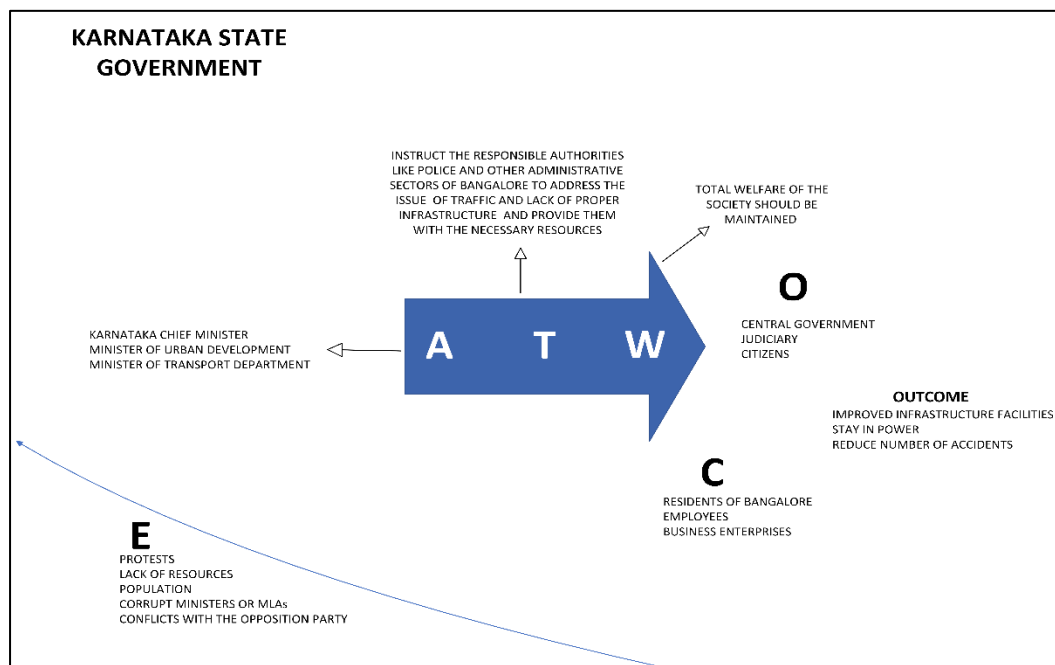 KARNATAKA STATE
GOVERNMENT
INSTRUCT THE RESPONSIBLE AUTHORITIES
LIKE POLICE AND OTHER ADMINISTRATIVE
SECTORS OF BANGALORE TO ADDRESS THE
ISSUE OF TRAFFIC AND LACK OF PROPER
INFRASTRUCTURE AND PROVIDE THEM
WITH THE NECESSARY RESOURCES
TOTAL WELFARE OF THE
SOCIETY SHOULD BE
MAINTAINED
KARNATAKA CHIEF MINISTER
MINISTER OF URBAN DEVELOPMENT
MINISTER OF TRANSPORT DEPARTMENT
A T W
O
CENTRAL GOVERNMENT
JUDICIARY
CITIZENS
OUTCOME
IMPROVED INFRASTRUCTURE FACILITIES
STAY IN POWER
REDUCE NUMBER OF ACCIDENTS
C
RESIDENTS OF BANGALORE
EMPLOYEES
BUSINESS ENTERPRISES
E
PROTESTS
LACK OF RESOURCES
POPULATION
CORRUPT MINISTERS OR MLAs
CONFLICTS WITH THE OPPOSITION PARTY